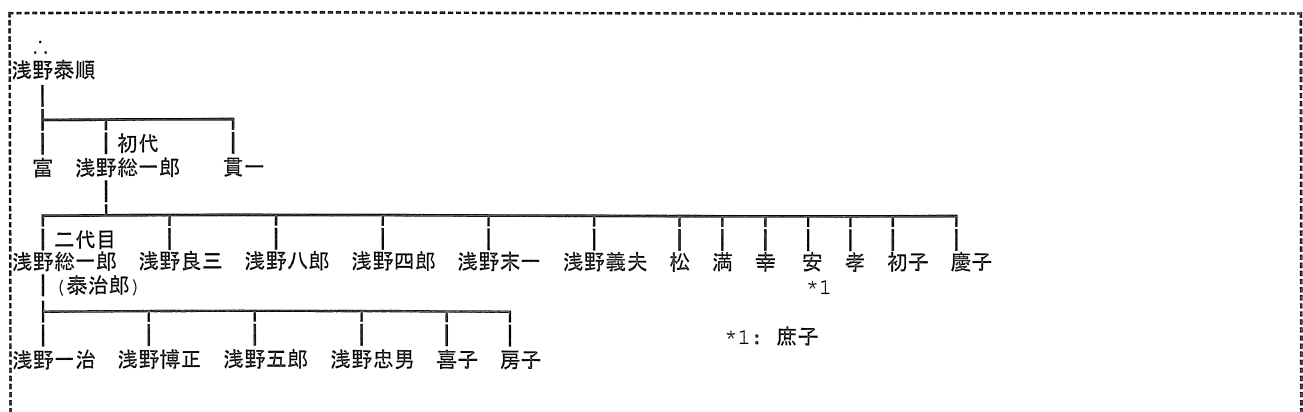 ∴
浅野泰順
初代
富 浅野総一郎 貫一
二代目
浅野総一郎 浅野良三 浅野八郎 浅野四郎 浅野末一 浅野義夫 松 満 幸 安 孝 初子 慶子
(泰治郎) *1
*1: 庶子
浅野一治 浅野博正 浅野五郎 浅野忠男 喜子 房子